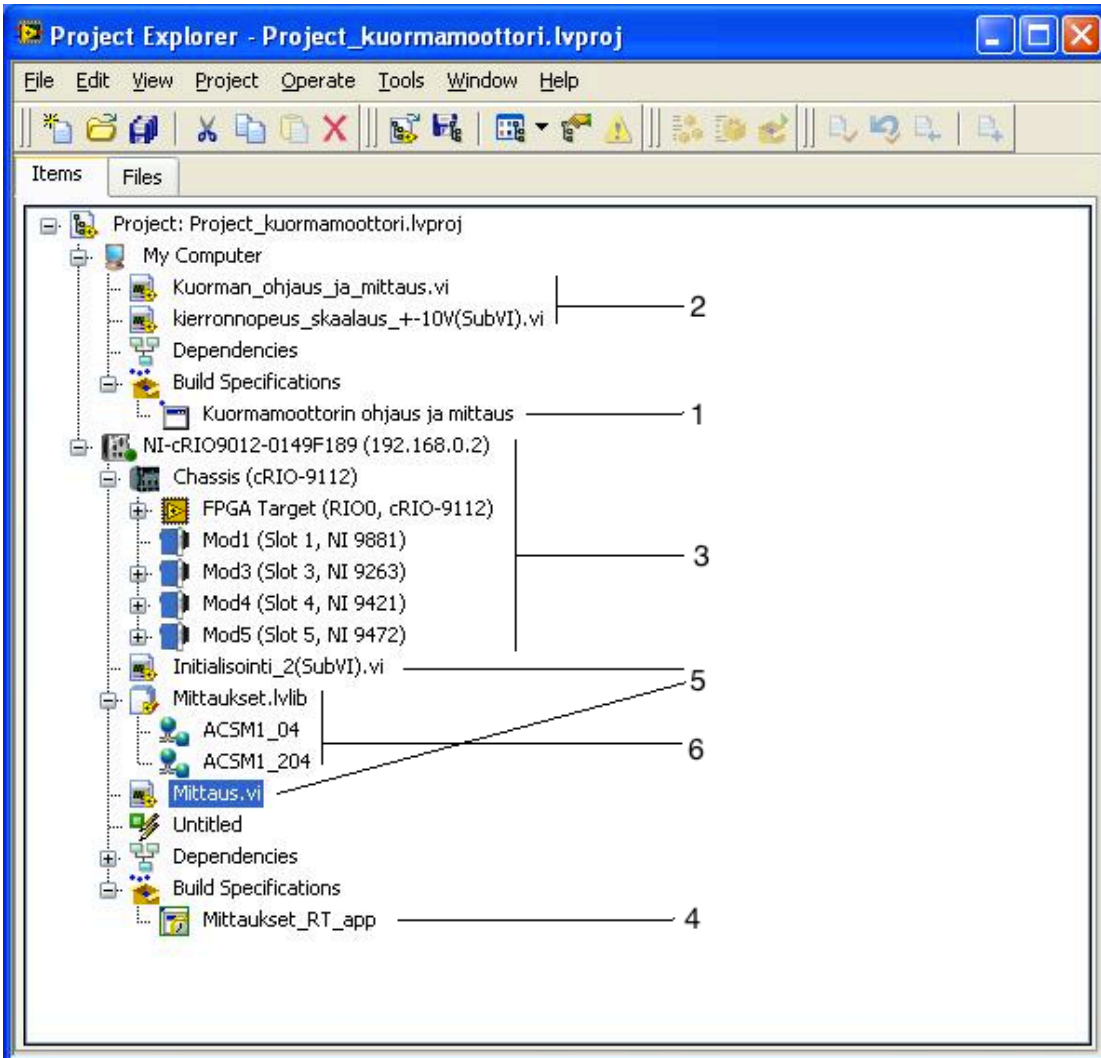 Project Explorer - Project_kuormamoottori.lvproj
File Edit View Project Operate Tools Window Help
Items Files
Project: Project_kuormamoottori.lvproj
My Computer
Kuorman_ohjaus_ja_mittaus.vi
kierronnopeus_skaalaus_+-10V(SubVI).vi
2
Dependencies
Build Specifications
Kuormamoottorin ohjaus ja mittaus 1
NI-cRIO9012-0149F189 (192.168.0.2)
Chassis (cRIO-9112)
FPGA Target (RIO0, cRIO-9112)
Mod1 (Slot 1, NI 9881)
3
Mod3 (Slot 3, NI 9263)
Mod4 (Slot 4, NI 9421)
Mod5 (Slot 5, NI 9472)
Initialisointi_2(SubVI).vi
5
Mittaukset.lvlib
ACSM1_04
6
ACSM1_204
Mittaus.vi
Untitled
Dependencies
Build Specifications
Mittaukset_RT_app 4